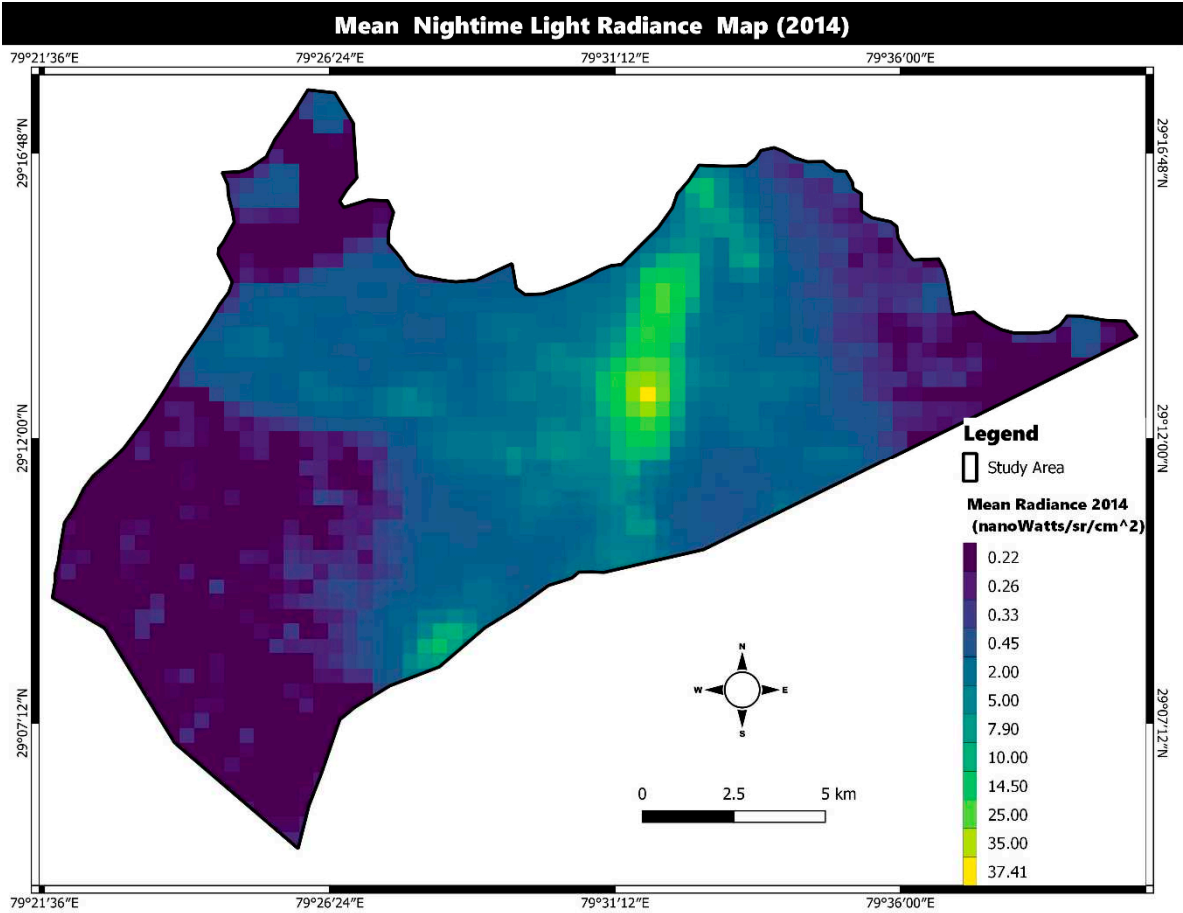 Mean Nightime Light Radiance Map (2014)
79°21'36"E
79°26'24"E
79°31'12"E
79°36'00"E
29°16'48"N
29°16'48"N
29°12'00"N
29°12'00"N
29°07'12"N
29°07'12"N
Legend
Study Area
Mean Radiance 2014
(nanoWatts/sr/cm^2)
0.22
0.26
0.33
0.45
2.00
5.00
7.90
10.00
14.50
25.00
35.00
37.41
N
W
E
S
0
2.5
5 km
79°21'36"E
79°26'24"E
79°31'12"E
79°36'00"E